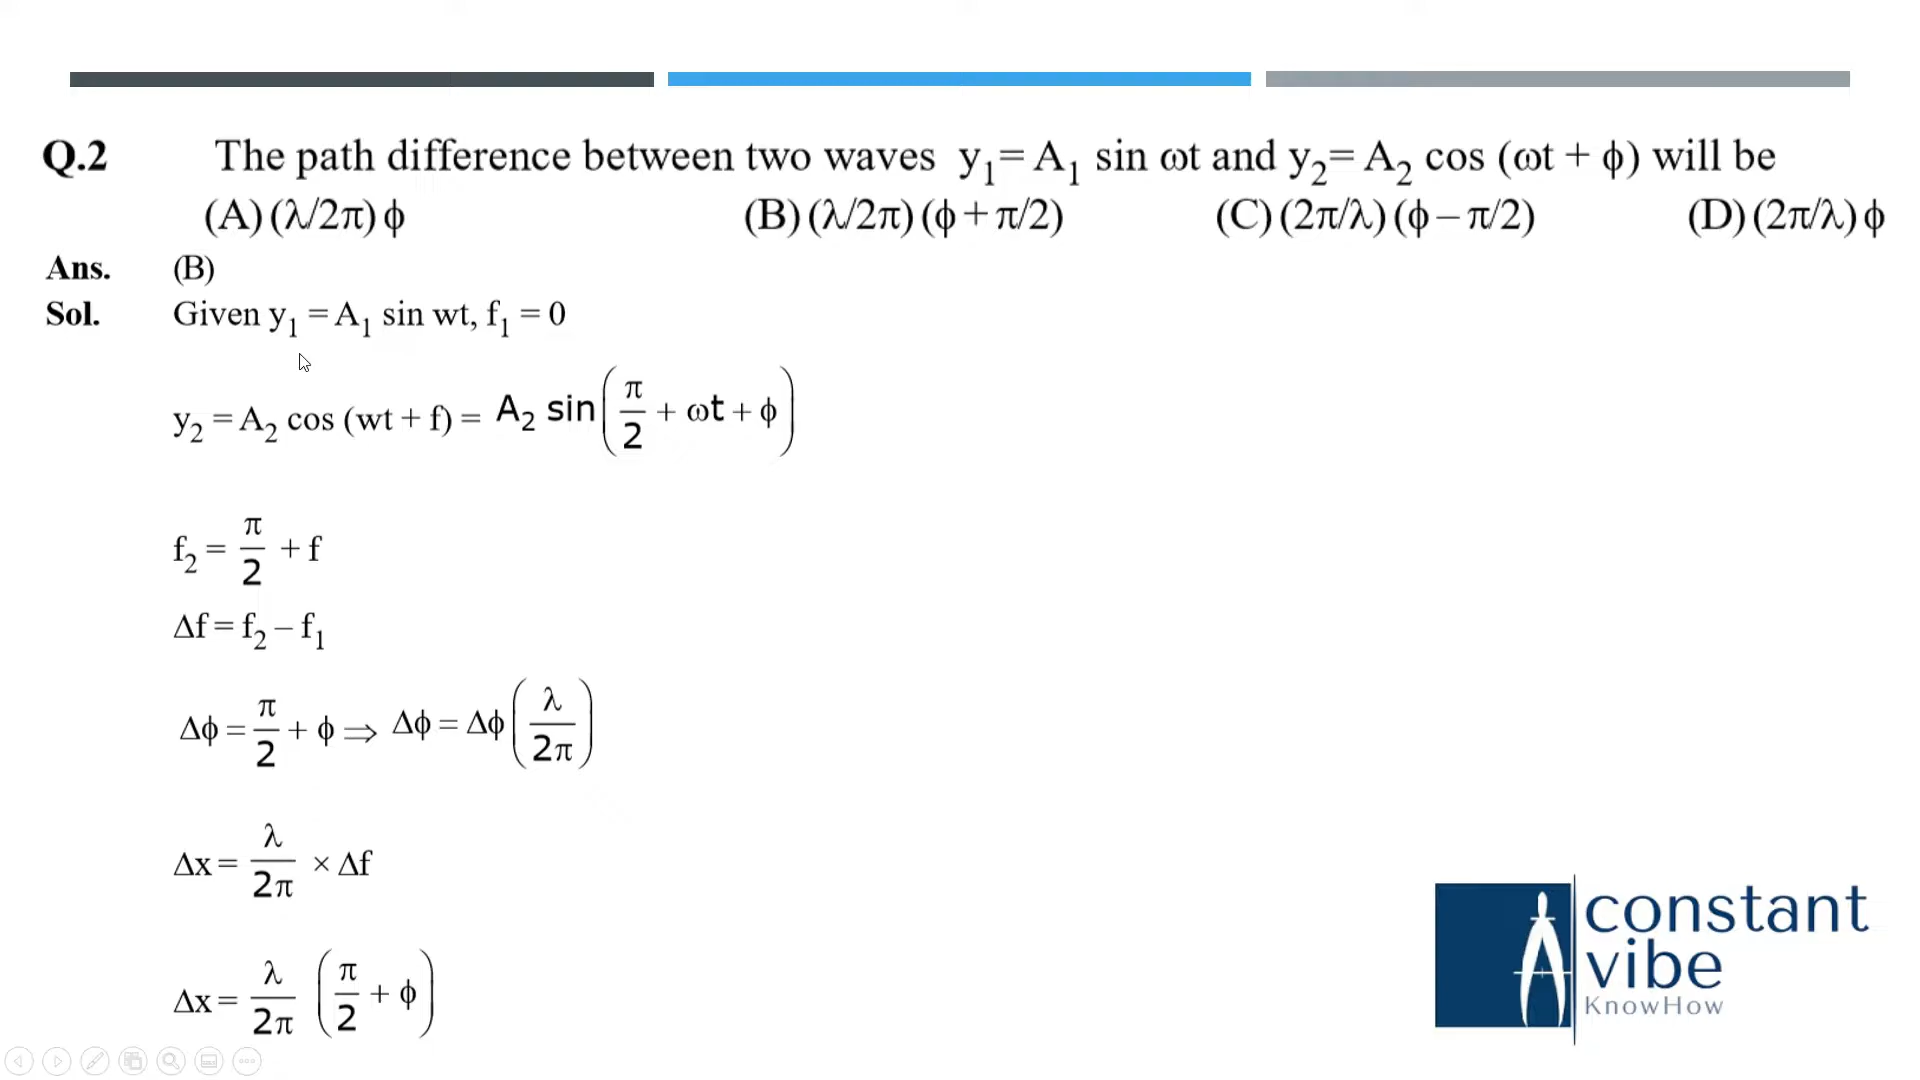 Q.2 The path difference between two waves y₁= A₁ sin ωt and y₂= A₂ cos (ωt + ϕ) will be
(A) (λ/2π) ϕ (B) (λ/2π) (ϕ + π/2) (C) (2π/λ) (ϕ – π/2) (D) (2π/λ) ϕ
Ans. (B)
Sol. Given y₁ = A₁ sin wt, f₁ = 0
y₂ = A₂ cos (wt + f) = A₂ sin(π/2 + ωt + ϕ)
f₂ = π/2 + f
Δf = f₂ – f₁
Δϕ = π/2 + ϕ ⇒ Δϕ = Δϕ(λ/2π)
Δx = λ/2π × Δf
Δx = λ/2π (π/2 + ϕ)
constant
vibe
KnowHow